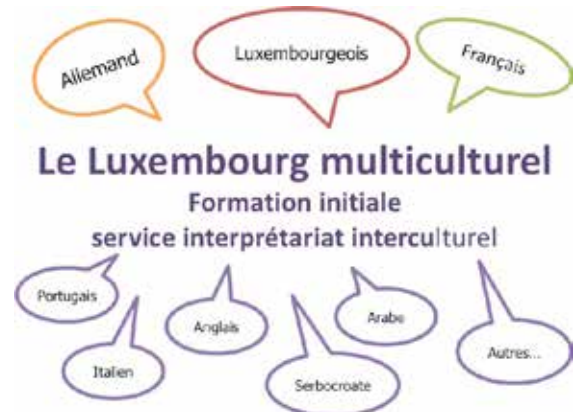 Allemand
Luxembourgeois
Français
Le Luxembourg multiculturel
Formation initiale
service interprétariat interculturel
Portugais
Anglais
Arabe
Italien
Serbocroate
Autres...